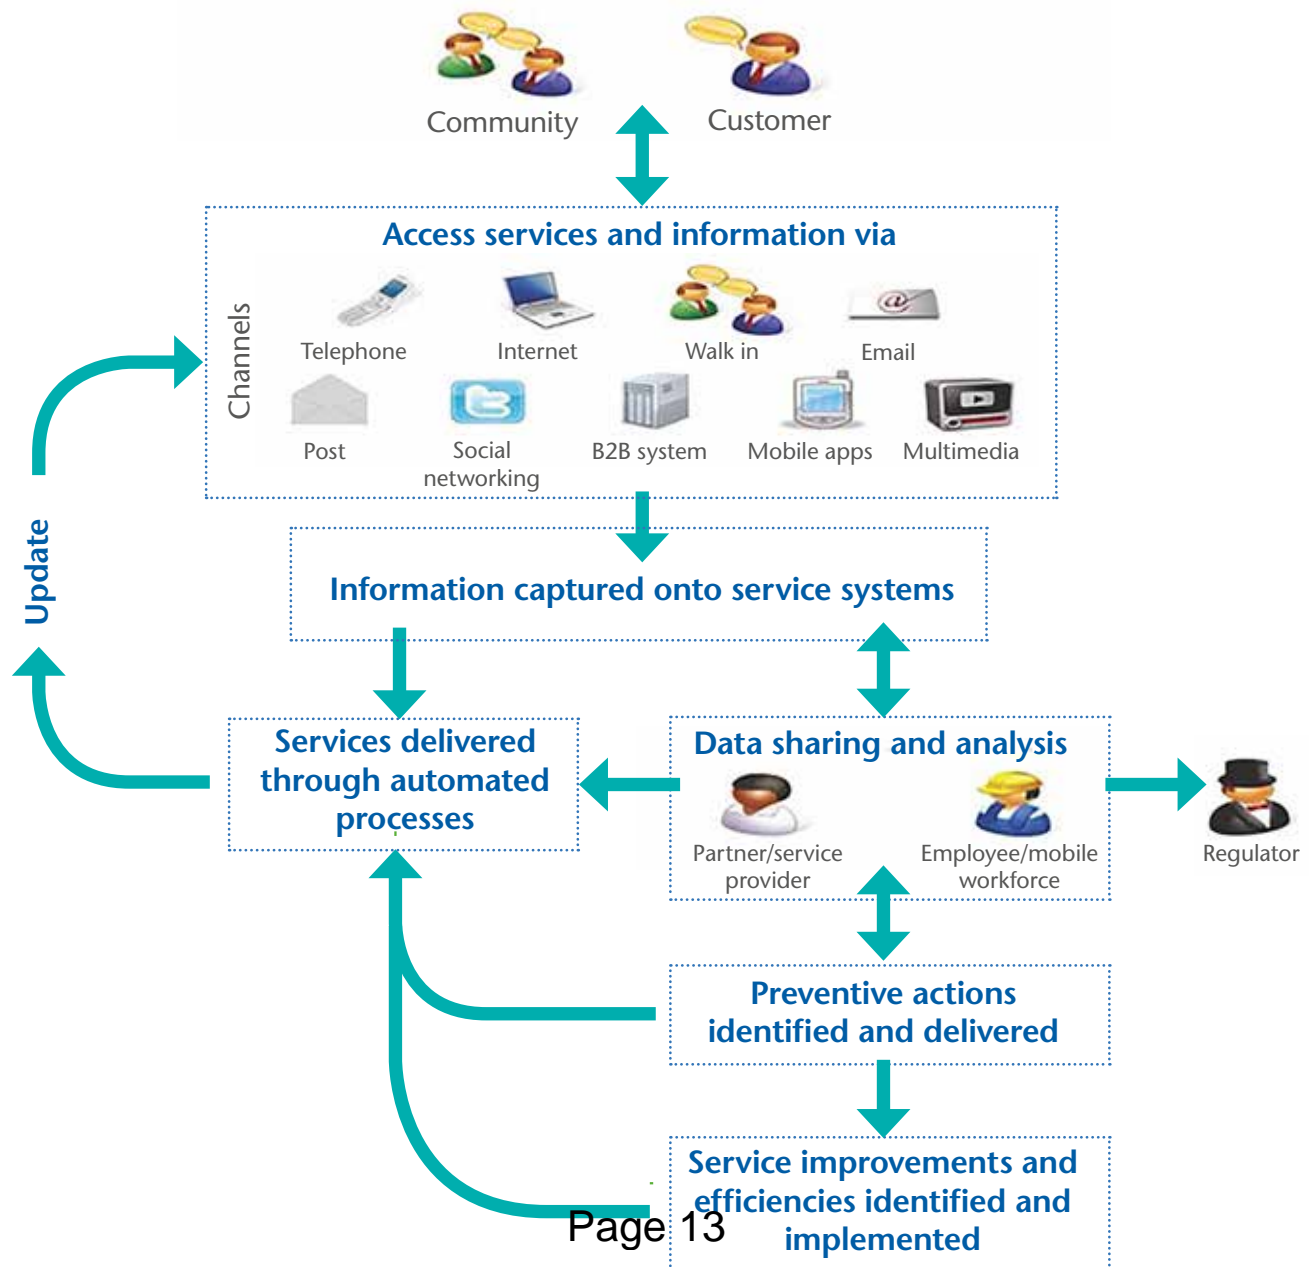 Community
Customer
Access services and information via
Channels
Telephone
Internet
Walk in
Email
@
Post
Social
networking
B2B system
Mobile apps
Multimedia
Update
Information captured onto service systems
Services delivered
through automated
processes
Data sharing and analysis
Partner/service
provider
Employee/mobile
workforce
Regulator
Preventive actions
identified and delivered
Service improvements and
efficiencies identified and
implemented
Page 13